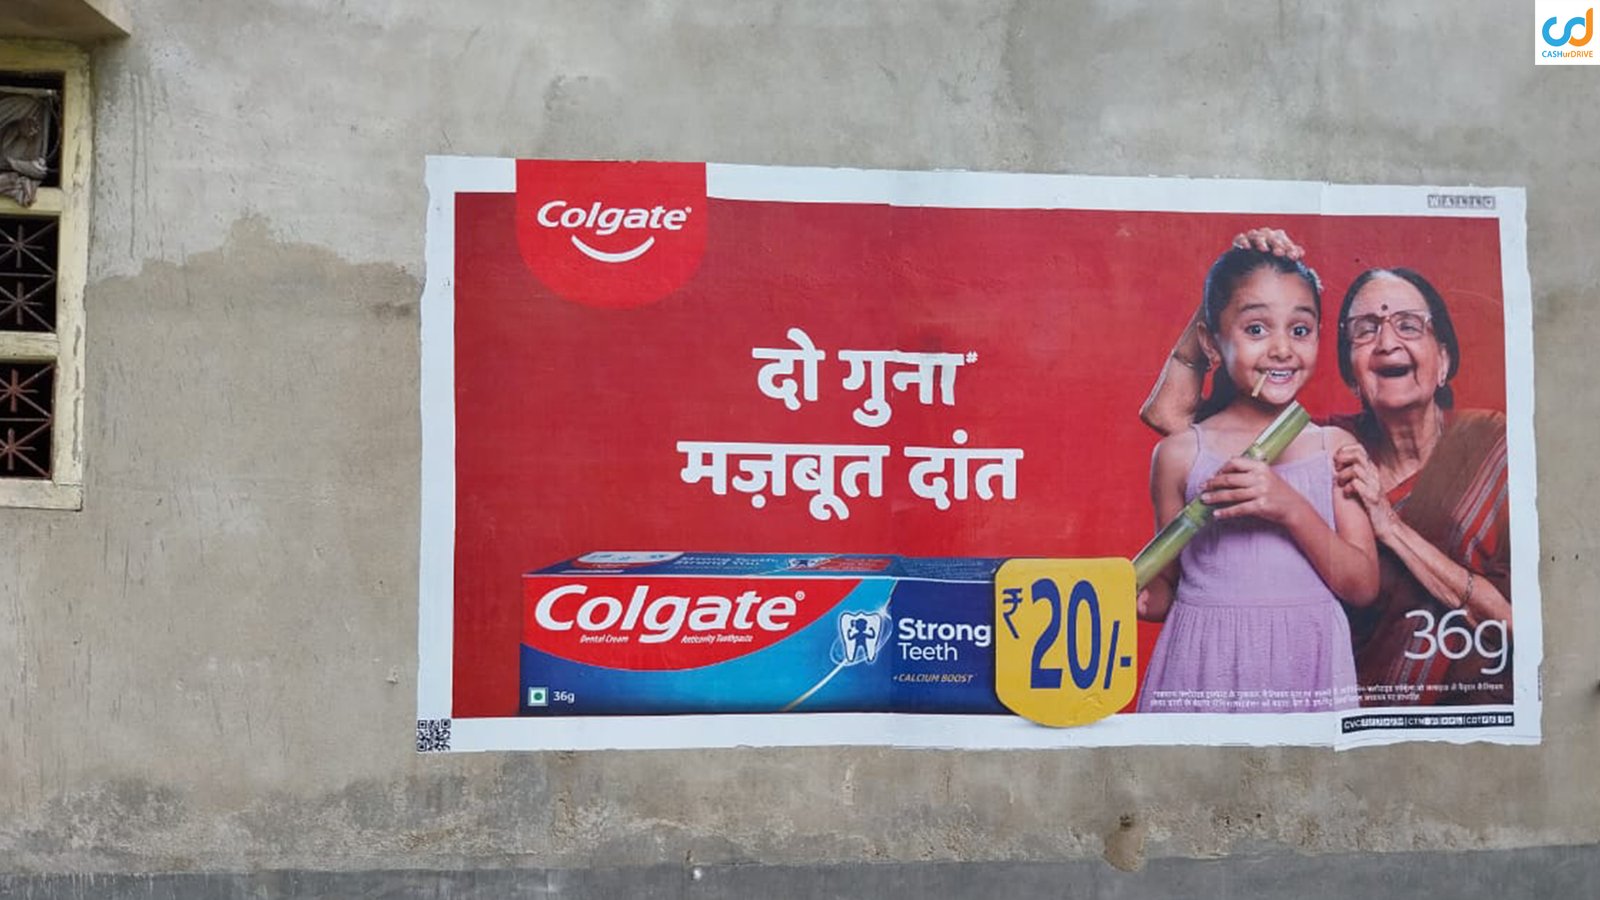 CASHurDRIVE
Colgate®
दो गुना#
मज़बूत दांत
Colgate®
Dental Cream Anticavity Toothpaste
Strong
Teeth
+CALCIUM BOOST
36g
₹20/-
36g